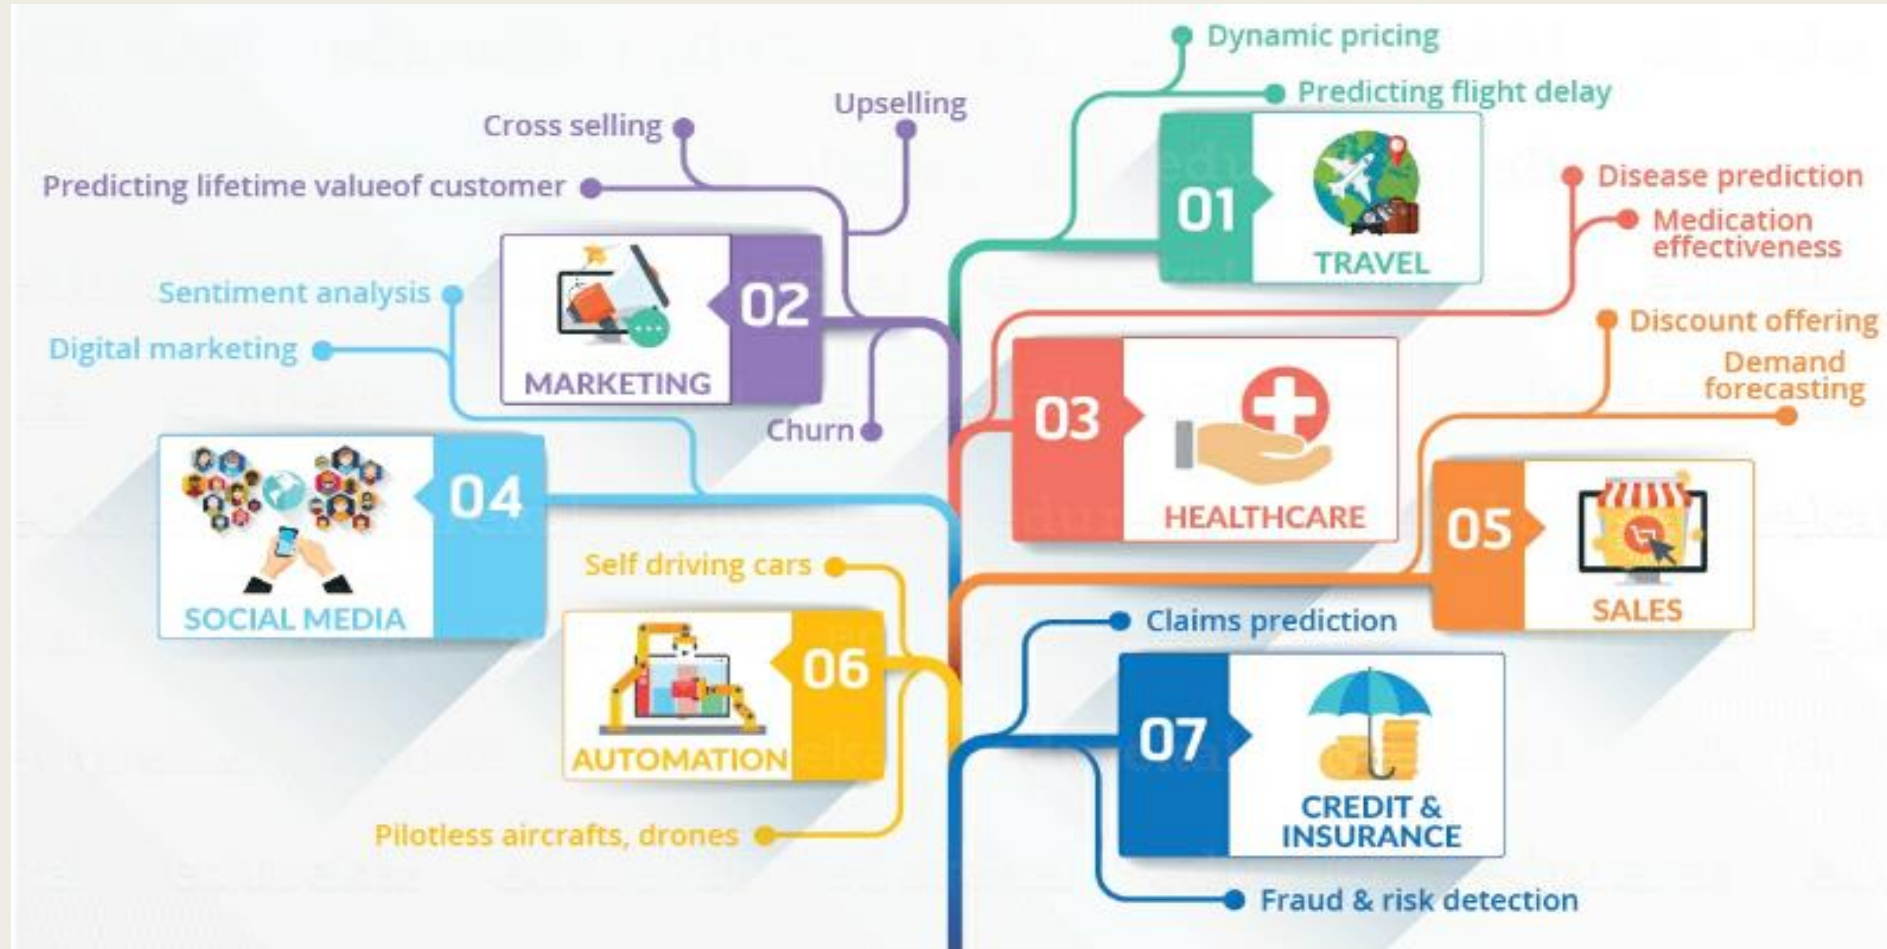 Dynamic pricing
Predicting flight delay
01
TRAVEL
Cross selling
Upselling
Predicting lifetime valueof customer
02
MARKETING
Churn
Disease prediction
Medication
effectiveness
03
HEALTHCARE
Sentiment analysis
Digital marketing
04
SOCIAL MEDIA
Discount offering
Demand
forecasting
05
SALES
Self driving cars
06
AUTOMATION
Pilotless aircrafts, drones
Claims prediction
07
CREDIT &
INSURANCE
Fraud & risk detection